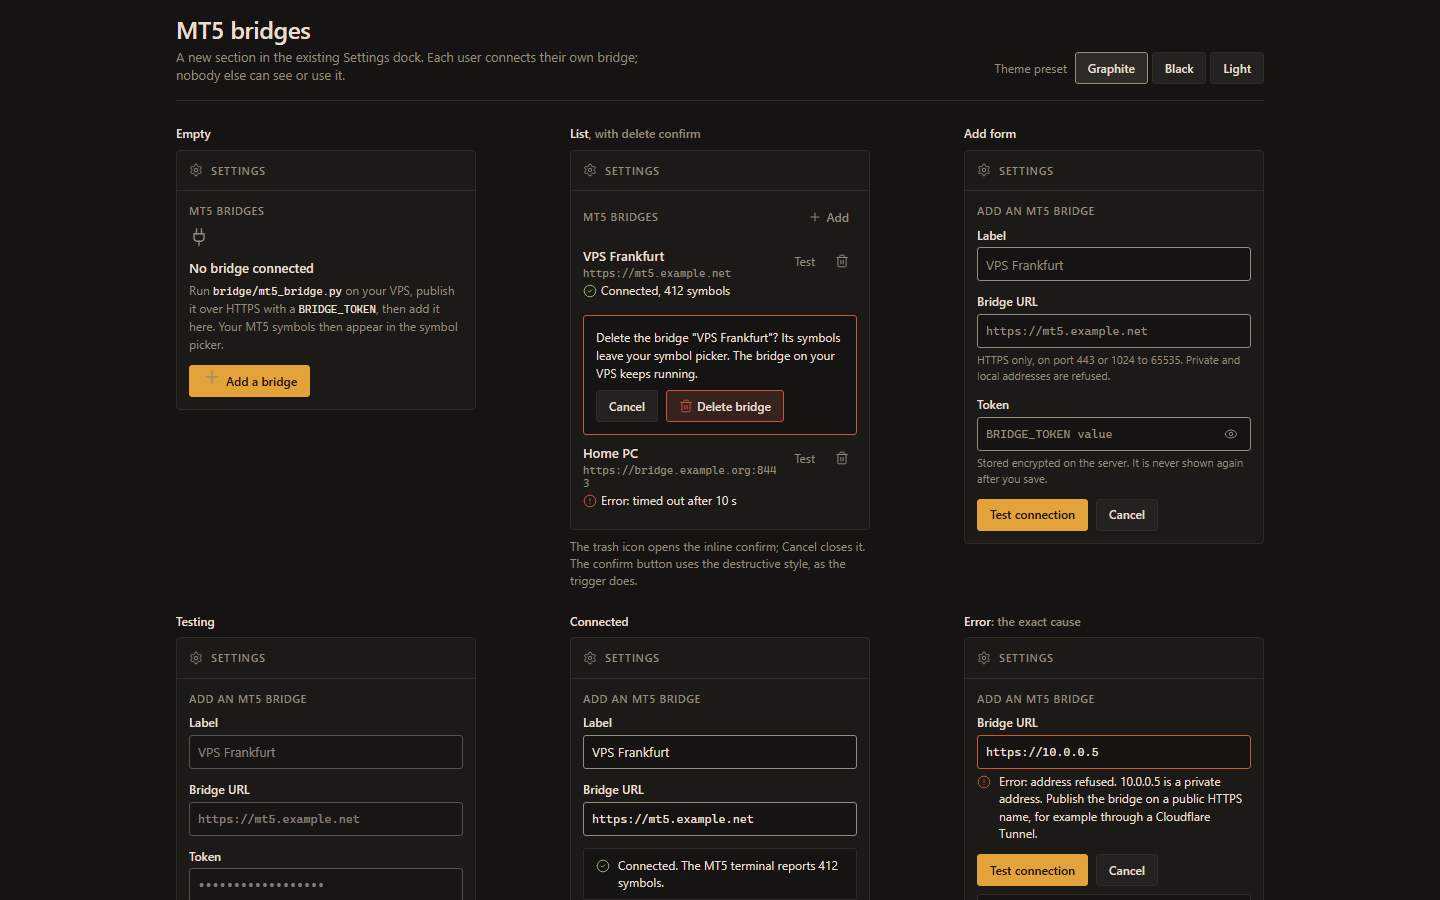 MT5 bridges
A new section in the existing Settings dock. Each user connects their own bridge;
nobody else can see or use it.
Theme preset
Graphite
Black
Light
Empty
SETTINGS
MT5 BRIDGES
No bridge connected
Run bridge/mt5_bridge.py on your VPS, publish
it over HTTPS with a BRIDGE_TOKEN, then add it
here. Your MT5 symbols then appear in the symbol
picker.
Add a bridge
List, with delete confirm
SETTINGS
MT5 BRIDGES
Add
VPS Frankfurt
https://mt5.example.net
Connected, 412 symbols
Test
Delete the bridge "VPS Frankfurt"? Its symbols
leave your symbol picker. The bridge on your
VPS keeps running.
Cancel
Delete bridge
Home PC
https://bridge.example.org:844
3
Error: timed out after 10 s
Test
The trash icon opens the inline confirm; Cancel closes it.
The confirm button uses the destructive style, as the
trigger does.
Add form
SETTINGS
ADD AN MT5 BRIDGE
Label
VPS Frankfurt
Bridge URL
https://mt5.example.net
HTTPS only, on port 443 or 1024 to 65535. Private and
local addresses are refused.
Token
BRIDGE_TOKEN value
Stored encrypted on the server. It is never shown again
after you save.
Test connection
Cancel
Testing
SETTINGS
ADD AN MT5 BRIDGE
Label
VPS Frankfurt
Bridge URL
https://mt5.example.net
Token
••••••••••••••••••
Connected
SETTINGS
ADD AN MT5 BRIDGE
Label
VPS Frankfurt
Bridge URL
https://mt5.example.net
Connected. The MT5 terminal reports 412
symbols.
Error: the exact cause
SETTINGS
ADD AN MT5 BRIDGE
Bridge URL
https://10.0.0.5
Error: address refused. 10.0.0.5 is a private
address. Publish the bridge on a public HTTPS
name, for example through a Cloudflare
Tunnel.
Test connection
Cancel